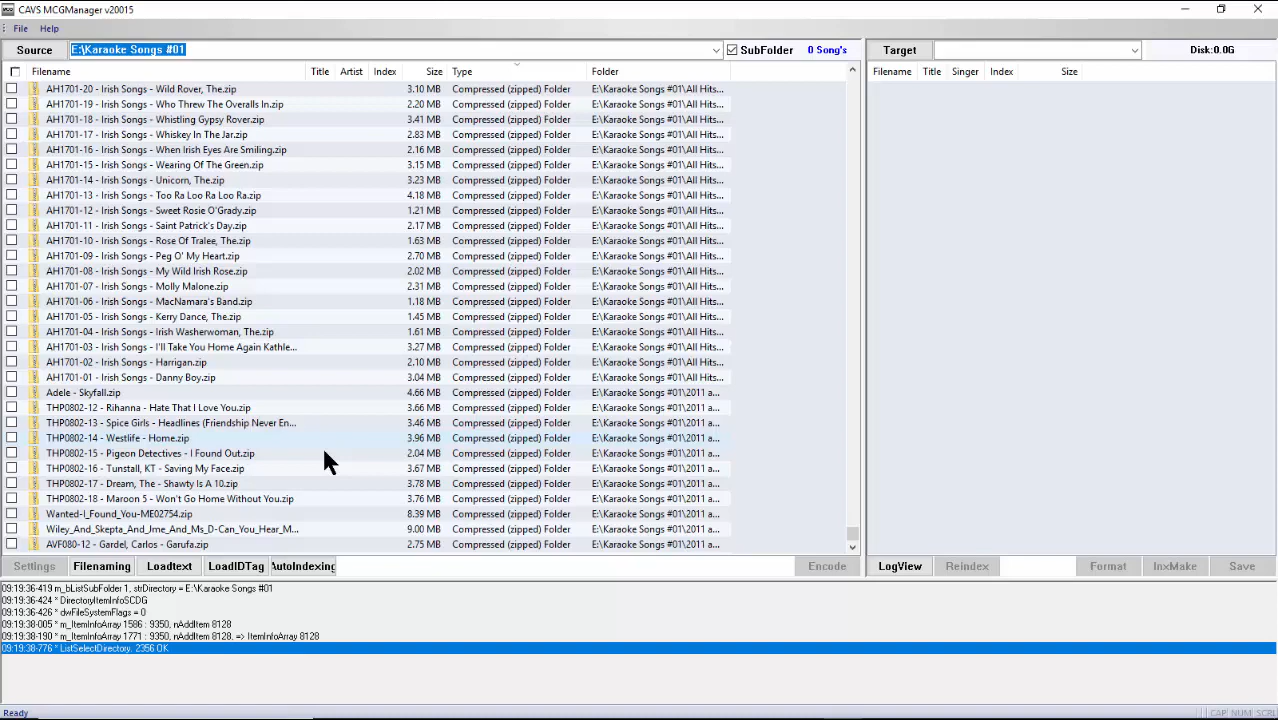 CAVS MCGManager v20015
File Help
Source E:\Karaoke Songs #01 SubFolder 0 Song's Target Disk:0.0G
Filename Title Artist Index Size Type Folder Filename Title Singer Index Size
AH1701-20 - Irish Songs - Wild Rover, The.zip 3.10 MB Compressed (zipped) Folder E:\Karaoke Songs #01\All Hits...
AH1701-19 - Irish Songs - Who Threw The Overalls In.zip 2.20 MB Compressed (zipped) Folder E:\Karaoke Songs #01\All Hits...
AH1701-18 - Irish Songs - Whistling Gypsy Rover.zip 3.41 MB Compressed (zipped) Folder E:\Karaoke Songs #01\All Hits...
AH1701-17 - Irish Songs - Whiskey In The Jar.zip 2.83 MB Compressed (zipped) Folder E:\Karaoke Songs #01\All Hits...
AH1701-16 - Irish Songs - When Irish Eyes Are Smiling.zip 2.16 MB Compressed (zipped) Folder E:\Karaoke Songs #01\All Hits...
AH1701-15 - Irish Songs - Wearing Of The Green.zip 3.15 MB Compressed (zipped) Folder E:\Karaoke Songs #01\All Hits...
AH1701-14 - Irish Songs - Unicorn, The.zip 3.23 MB Compressed (zipped) Folder E:\Karaoke Songs #01\All Hits...
AH1701-13 - Irish Songs - Too Ra Loo Ra Loo Ra.zip 4.18 MB Compressed (zipped) Folder E:\Karaoke Songs #01\All Hits...
AH1701-12 - Irish Songs - Sweet Rosie O'Grady.zip 1.21 MB Compressed (zipped) Folder E:\Karaoke Songs #01\All Hits...
AH1701-11 - Irish Songs - Saint Patrick's Day.zip 2.17 MB Compressed (zipped) Folder E:\Karaoke Songs #01\All Hits...
AH1701-10 - Irish Songs - Rose Of Tralee, The.zip 1.63 MB Compressed (zipped) Folder E:\Karaoke Songs #01\All Hits...
AH1701-09 - Irish Songs - Peg O' My Heart.zip 2.70 MB Compressed (zipped) Folder E:\Karaoke Songs #01\All Hits...
AH1701-08 - Irish Songs - My Wild Irish Rose.zip 2.02 MB Compressed (zipped) Folder E:\Karaoke Songs #01\All Hits...
AH1701-07 - Irish Songs - Molly Malone.zip 2.31 MB Compressed (zipped) Folder E:\Karaoke Songs #01\All Hits...
AH1701-06 - Irish Songs - MacNamara's Band.zip 1.18 MB Compressed (zipped) Folder E:\Karaoke Songs #01\All Hits...
AH1701-05 - Irish Songs - Kerry Dance, The.zip 1.45 MB Compressed (zipped) Folder E:\Karaoke Songs #01\All Hits...
AH1701-04 - Irish Songs - Irish Washerwoman, The.zip 1.61 MB Compressed (zipped) Folder E:\Karaoke Songs #01\All Hits...
AH1701-03 - Irish Songs - I'll Take You Home Again Kathle... 3.27 MB Compressed (zipped) Folder E:\Karaoke Songs #01\All Hits...
AH1701-02 - Irish Songs - Harrigan.zip 2.10 MB Compressed (zipped) Folder E:\Karaoke Songs #01\All Hits...
AH1701-01 - Irish Songs - Danny Boy.zip 3.04 MB Compressed (zipped) Folder E:\Karaoke Songs #01\All Hits...
Adele - Skyfall.zip 4.66 MB Compressed (zipped) Folder E:\Karaoke Songs #01\2011 a...
THP0802-12 - Rihanna - Hate That I Love You.zip 3.66 MB Compressed (zipped) Folder E:\Karaoke Songs #01\2011 a...
THP0802-13 - Spice Girls - Headlines (Friendship Never En... 3.46 MB Compressed (zipped) Folder E:\Karaoke Songs #01\2011 a...
THP0802-14 - Westlife - Home.zip 3.96 MB Compressed (zipped) Folder E:\Karaoke Songs #01\2011 a...
THP0802-15 - Pigeon Detectives - I Found Out.zip 2.04 MB Compressed (zipped) Folder E:\Karaoke Songs #01\2011 a...
THP0802-16 - Tunstall, KT - Saving My Face.zip 3.67 MB Compressed (zipped) Folder E:\Karaoke Songs #01\2011 a...
THP0802-17 - Dream, The - Shawty Is A 10.zip 3.78 MB Compressed (zipped) Folder E:\Karaoke Songs #01\2011 a...
THP0802-18 - Maroon 5 - Won't Go Home Without You.zip 3.76 MB Compressed (zipped) Folder E:\Karaoke Songs #01\2011 a...
Wanted-I_Found_You-ME02754.zip 8.39 MB Compressed (zipped) Folder E:\Karaoke Songs #01\2011 a...
Wiley_And_Skepta_And_Jme_And_Ms_D-Can_You_Hear_M... 9.00 MB Compressed (zipped) Folder E:\Karaoke Songs #01\2011 a...
AVF080-12 - Gardel, Carlos - Garufa.zip 2.75 MB Compressed (zipped) Folder E:\Karaoke Songs #01\2011 a...
Settings Filenaming Loadtext LoadIDTag AutoIndexing Encode LogView Reindex Format InxMake Save
09:19:36-419 m_bListSubFolder 1, strDirectory = E:\Karaoke Songs #01
09:19:36-424 * DirectoryItemInfoSCDG
09:19:36-426 * dwFileSystemFlags = 0
09:19:38-005 * m_ItemInfoArray 1586 : 9350, nAddItem 8128
09:19:38-190 * m_ItemInfoArray 1771 : 9350, nAddItem 8128, => ItemInfoArray 8128
09:19:38-776 * ListSelectDirectory. 2356 OK
Ready CAP NUM SCRL